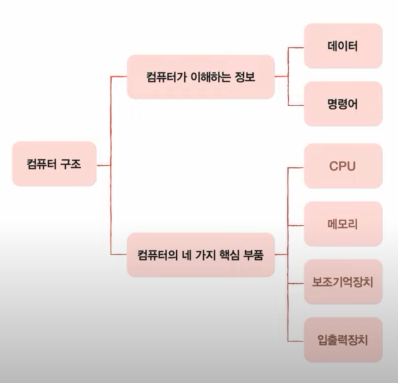 컴퓨터 구조
컴퓨터가 이해하는 정보
데이터
명령어
컴퓨터의 네 가지 핵심 부품
CPU
메모리
보조기억장치
입출력장치